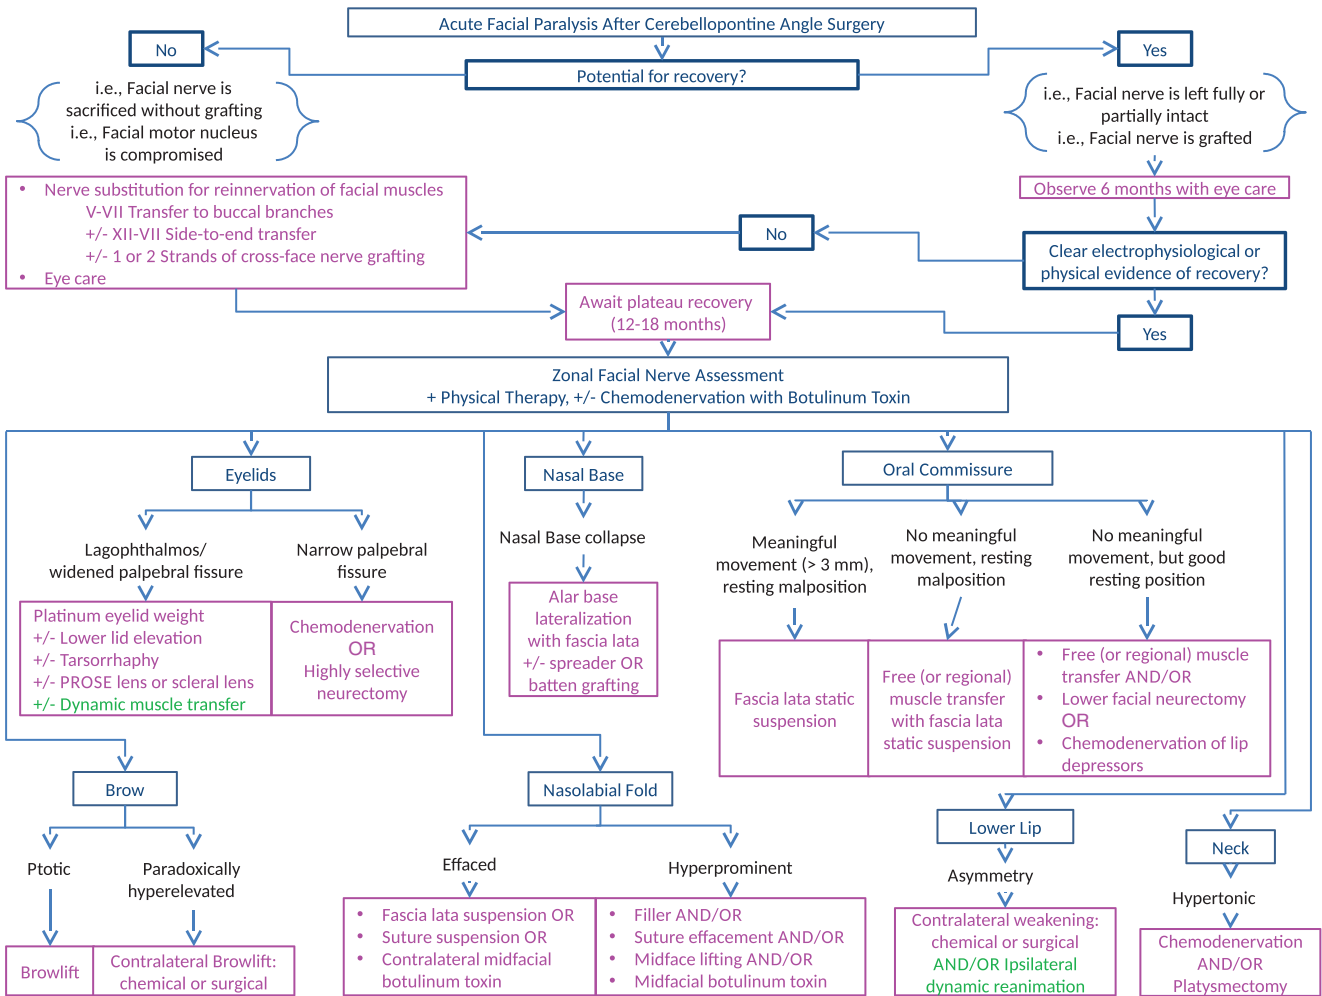 Acute Facial Paralysis After Cerebellopontine Angle Surgery
Potential for recovery?
No
i.e., Facial nerve is
sacrificed without grafting
i.e., Facial motor nucleus
is compromised
Yes
i.e., Facial nerve is left fully or
partially intact
i.e., Facial nerve is grafted
Observe 6 months with eye care
Clear electrophysiological or
physical evidence of recovery?
No
Yes
• Nerve substitution for reinnervation of facial muscles
V-VII Transfer to buccal branches
+/- XII-VII Side-to-end transfer
+/- 1 or 2 Strands of cross-face nerve grafting
• Eye care
Await plateau recovery
(12-18 months)
Zonal Facial Nerve Assessment
+ Physical Therapy, +/- Chemodenervation with Botulinum Toxin
Eyelids
Lagophthalmos/
widened palpebral fissure
Platinum eyelid weight
+/- Lower lid elevation
+/- Tarsorrhaphy
+/- PROSE lens or scleral lens
+/- Dynamic muscle transfer
Narrow palpebral
fissure
Chemodenervation
OR
Highly selective
neurectomy
Nasal Base
Nasal Base collapse
Alar base
lateralization
with fascia lata
+/- spreader OR
batten grafting
Oral Commissure
Meaningful
movement (> 3 mm),
resting malposition
Fascia lata static
suspension
No meaningful
movement, resting
malposition
Free (or regional)
muscle transfer
with fascia lata
static suspension
No meaningful
movement, but good
resting position
• Free (or regional) muscle
transfer AND/OR
• Lower facial neurectomy
OR
• Chemodenervation of lip
depressors
Brow
Ptotic
Browlift
Paradoxically
hyperelevated
Contralateral Browlift:
chemical or surgical
Nasolabial Fold
Effaced
• Fascia lata suspension OR
• Suture suspension OR
• Contralateral midfacial
botulinum toxin
Hyperprominent
• Filler AND/OR
• Suture effacement AND/OR
• Midface lifting AND/OR
• Midfacial botulinum toxin
Lower Lip
Asymmetry
Contralateral weakening:
chemical or surgical
AND/OR Ipsilateral
dynamic reanimation
Neck
Hypertonic
Chemodenervation
AND/OR
Platysmectomy